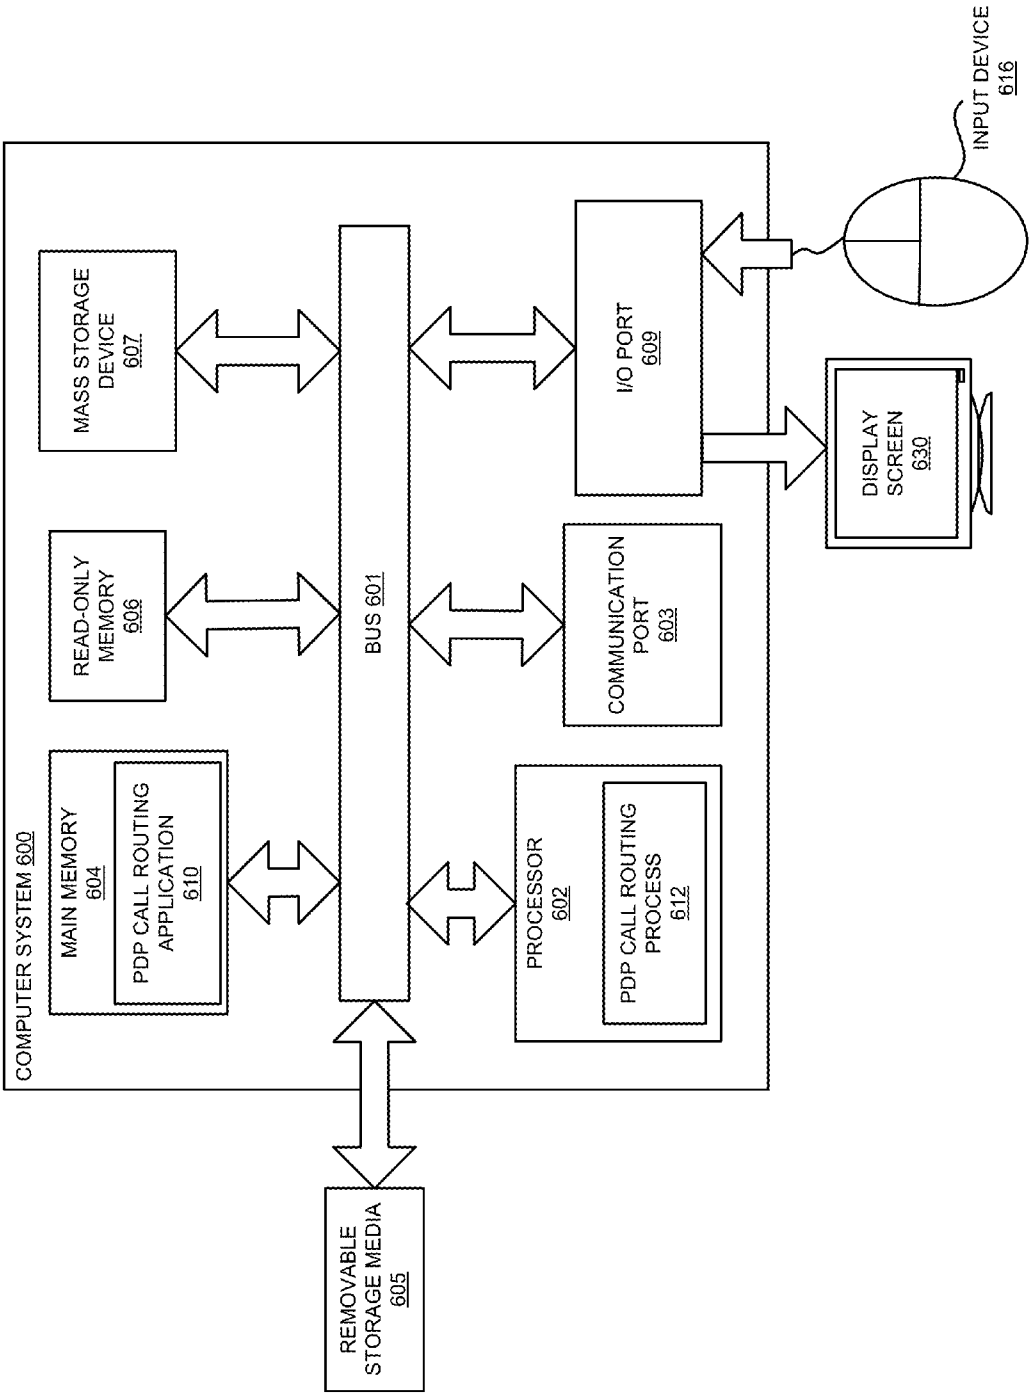 COMPUTER SYSTEM 600
MAIN MEMORY
604
PDP CALL ROUTING
APPLICATION
610
READ-ONLY
MEMORY
606
MASS STORAGE
DEVICE
607
REMOVABLE
STORAGE MEDIA
605
BUS 601
PROCESSOR
602
PDP CALL ROUTING
PROCESS
612
COMMUNICATION
PORT
603
I/O PORT
609
DISPLAY
SCREEN
630
INPUT DEVICE
616